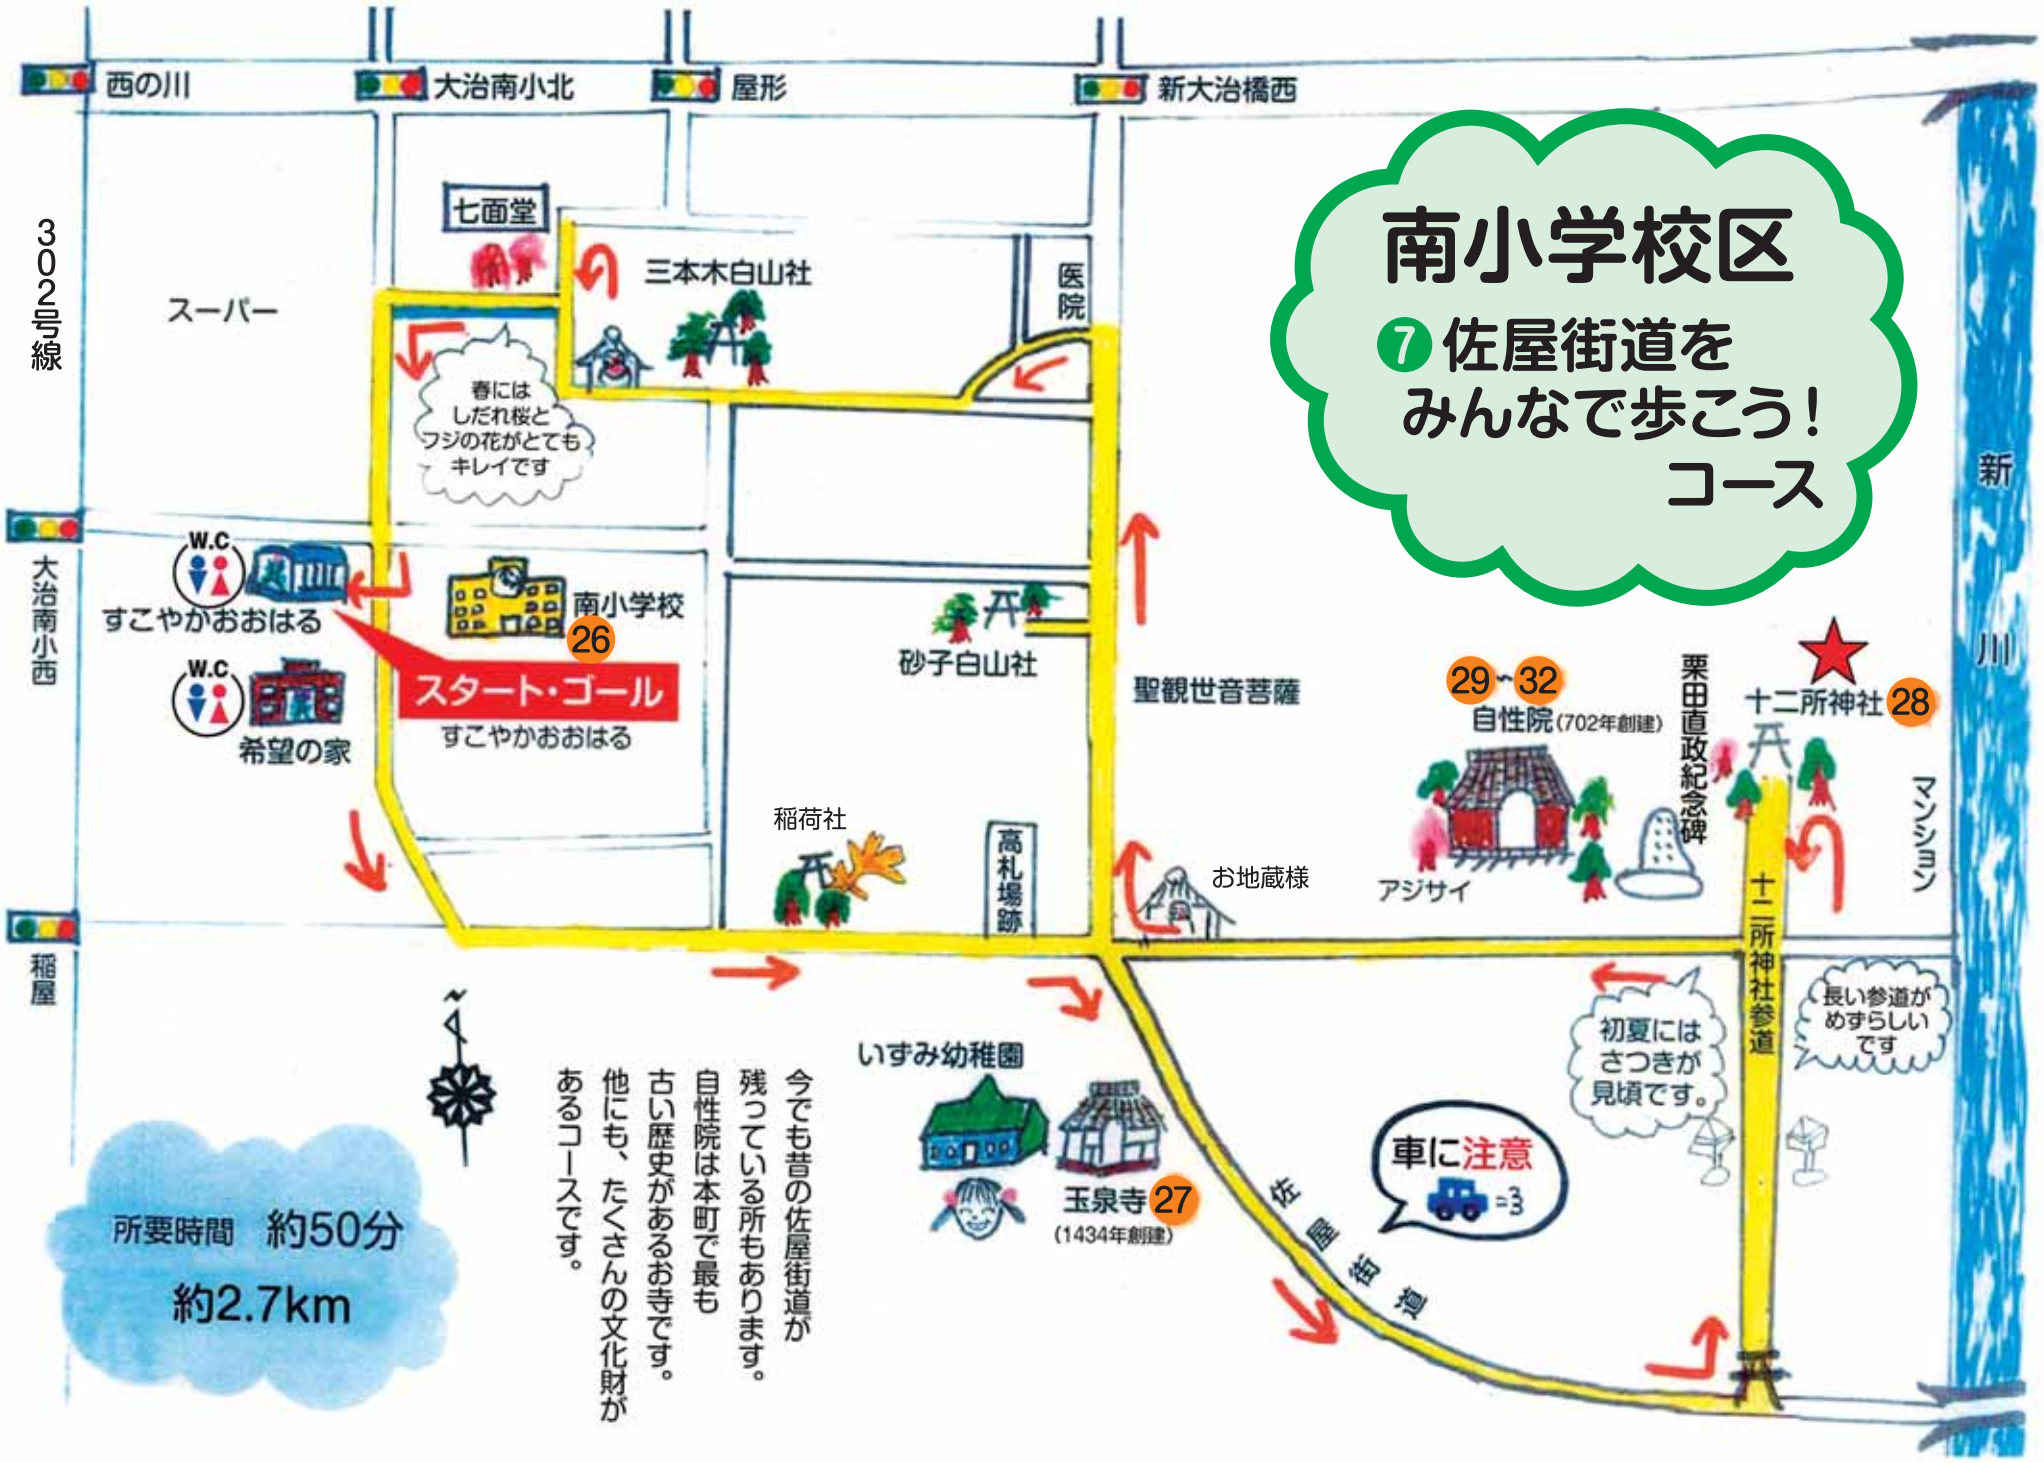 西の川
大治南小北
屋形
新大治橋西
南小学校区
7 佐屋街道を
みんなで歩こう！
コース
七面堂
三本木白山社
医院
302号線
スーパー
春には
しだれ桜と
フジの花がとても
キレイです
新川
大治南小西
W.C
すこやかおおはる
南小学校
26
W.C
希望の家
スタート・ゴール
すこやかおおはる
砂子白山社
聖観世音菩薩
29~32
自性院(702年創建)
栗田直政紀念碑
十二所神社 28
マンション
稲荷社
高札場跡
お地蔵様
アジサイ
十二所神社参道
稲屋
N
長い参道が
めずらしい
です
初夏には
さつきが
見頃です。
いずみ幼稚園
玉泉寺 27
(1434年創建)
車に注意
=3
佐屋街道
今でも昔の佐屋街道が
残っている所もあります。
自性院は本町で最も
古い歴史があるお寺です。
他にも、たくさんの文化財が
あるコースです。
所要時間 約50分
約2.7km